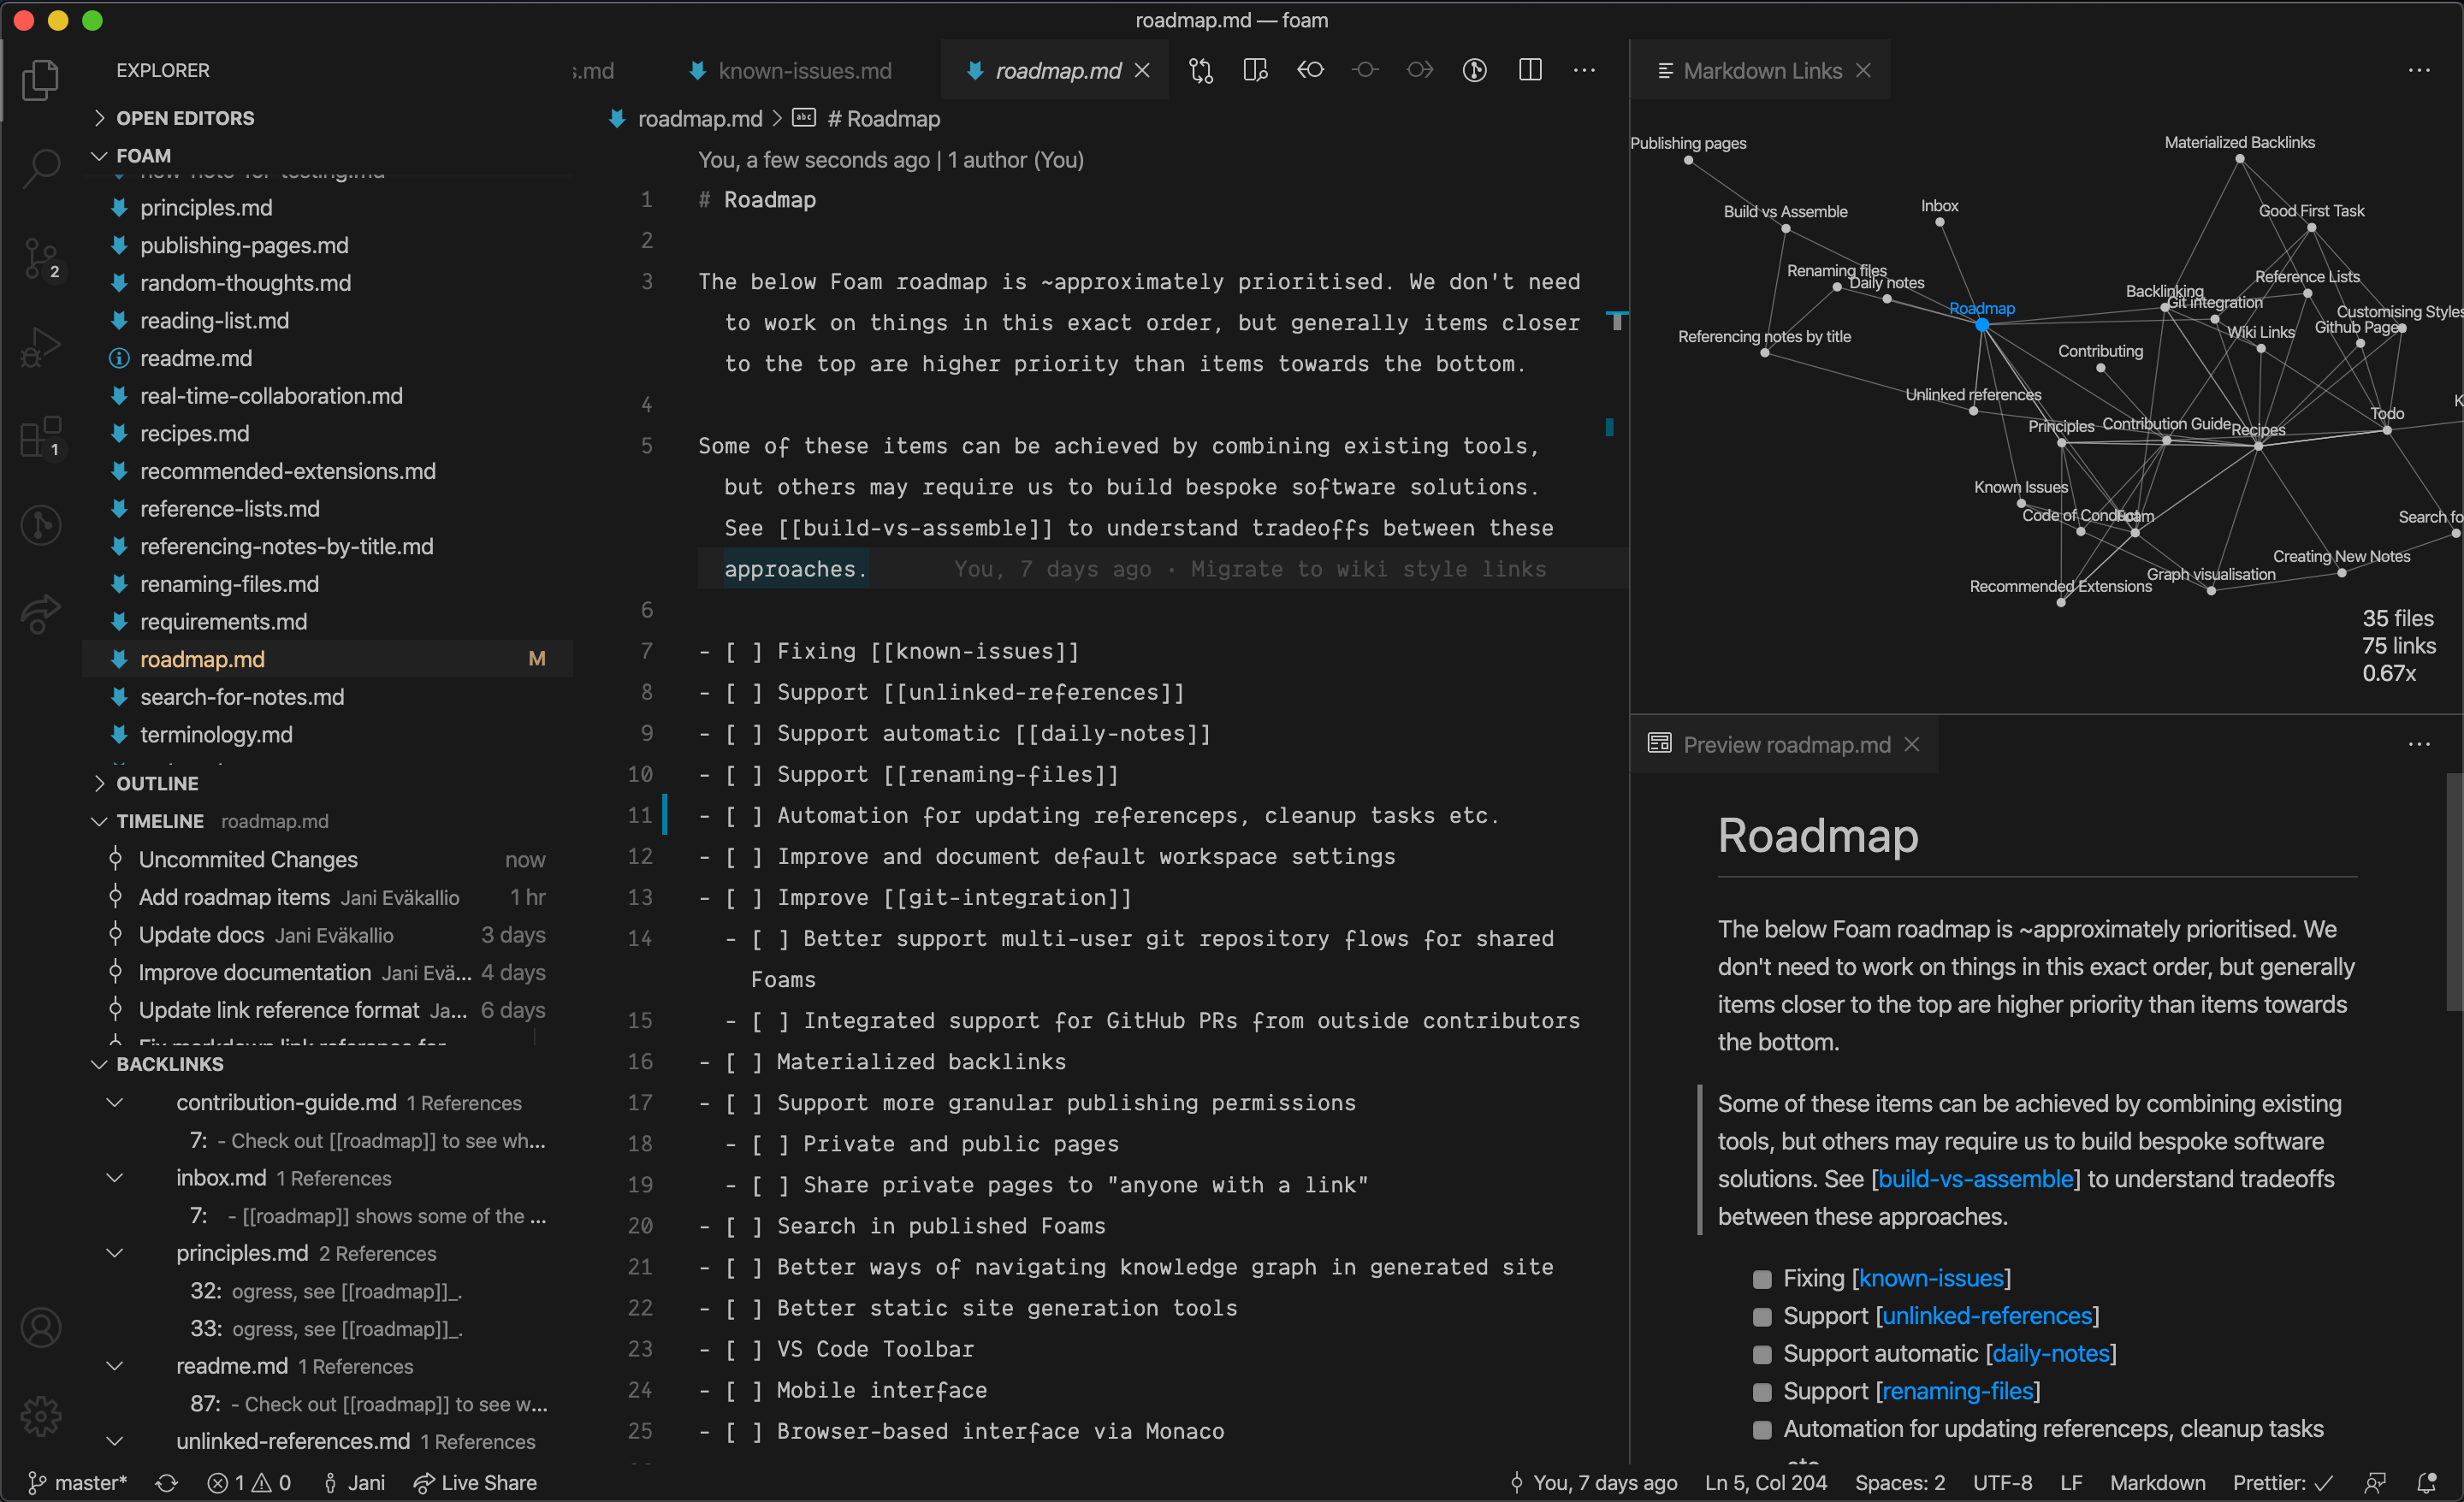 roadmap.md — foam
EXPLORER
OPEN EDITORS
FOAM
new-note-for-testing.md
principles.md
publishing-pages.md
random-thoughts.md
reading-list.md
readme.md
real-time-collaboration.md
recipes.md
recommended-extensions.md
reference-lists.md
referencing-notes-by-title.md
renaming-files.md
requirements.md
roadmap.md M
search-for-notes.md
terminology.md
OUTLINE
TIMELINE roadmap.md
Uncommited Changes now
Add roadmap items Jani Eväkallio 1 hr
Update docs Jani Eväkallio 3 days
Improve documentation Jani Evä... 4 days
Update link reference format Ja... 6 days
Fix markdown link reference for
BACKLINKS
contribution-guide.md 1 References
7: - Check out [[roadmap]] to see wh...
inbox.md 1 References
7: - [[roadmap]] shows some of the ...
principles.md 2 References
32: ogress, see [[roadmap]]_.
33: ogress, see [[roadmap]]_.
readme.md 1 References
87: - Check out [[roadmap]] to see w...
unlinked-references.md 1 References
2
1
s.md
known-issues.md
roadmap.md
roadmap.md > # Roadmap
You, a few seconds ago | 1 author (You)
1 # Roadmap
2
3 The below Foam roadmap is ~approximately prioritised. We don't need
to work on things in this exact order, but generally items closer
to the top are higher priority than items towards the bottom.
4
5 Some of these items can be achieved by combining existing tools,
but others may require us to build bespoke software solutions.
See [[build-vs-assemble]] to understand tradeoffs between these
approaches. You, 7 days ago • Migrate to wiki style links
6
7 - [ ] Fixing [[known-issues]]
8 - [ ] Support [[unlinked-references]]
9 - [ ] Support automatic [[daily-notes]]
10 - [ ] Support [[renaming-files]]
11 - [ ] Automation for updating referenceps, cleanup tasks etc.
12 - [ ] Improve and document default workspace settings
13 - [ ] Improve [[git-integration]]
14 - [ ] Better support multi-user git repository flows for shared
Foams
15 - [ ] Integrated support for GitHub PRs from outside contributors
16 - [ ] Materialized backlinks
17 - [ ] Support more granular publishing permissions
18 - [ ] Private and public pages
19 - [ ] Share private pages to "anyone with a link"
20 - [ ] Search in published Foams
21 - [ ] Better ways of navigating knowledge graph in generated site
22 - [ ] Better static site generation tools
23 - [ ] VS Code Toolbar
24 - [ ] Mobile interface
25 - [ ] Browser-based interface via Monaco
Markdown Links
Publishing pages
Materialized Backlinks
Build vs Assemble
Inbox
Good First Task
Renaming files
Daily notes
Reference Lists
Backlinking
Git integration
Roadmap
Customising Styles
Github Page
Wiki Links
Referencing notes by title
Contributing
Unlinked references
K
Todo
Principles
Contribution Guide
Recipes
Known Issues
Code of Conduct
Foam
Search fo
Creating New Notes
Graph visualisation
Recommended Extensions
35 files
75 links
0.67x
Preview roadmap.md
Roadmap
The below Foam roadmap is ~approximately prioritised. We
don't need to work on things in this exact order, but generally
items closer to the top are higher priority than items towards
the bottom.
Some of these items can be achieved by combining existing
tools, but others may require us to build bespoke software
solutions. See [build-vs-assemble] to understand tradeoffs
between these approaches.
Fixing [known-issues]
Support [unlinked-references]
Support automatic [daily-notes]
Support [renaming-files]
Automation for updating referenceps, cleanup tasks
etc.
master* 1 0 Jani Live Share
You, 7 days ago Ln 5, Col 204 Spaces: 2 UTF-8 LF Markdown Prettier: ✓